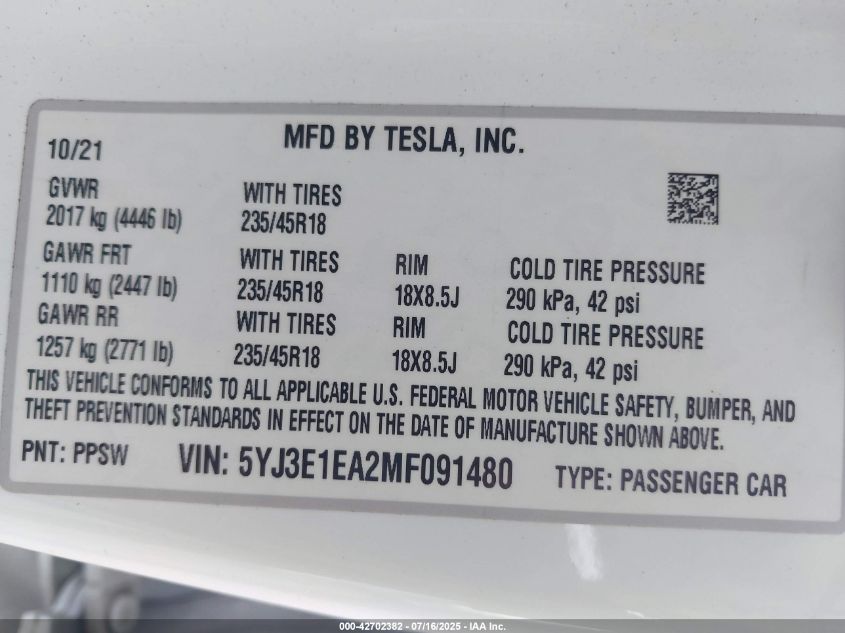 MFD BY TESLA, INC.
10/21
GVWR WITH TIRES
2017 kg (4446 lb) 235/45R18
GAWR FRT WITH TIRES RIM COLD TIRE PRESSURE
1110 kg (2447 lb) 235/45R18 18X8.5J 290 kPa, 42 psi
GAWR RR WITH TIRES RIM COLD TIRE PRESSURE
1257 kg (2771 lb) 235/45R18 18X8.5J 290 kPa, 42 psi
THIS VEHICLE CONFORMS TO ALL APPLICABLE U.S. FEDERAL MOTOR VEHICLE SAFETY, BUMPER, AND
THEFT PREVENTION STANDARDS IN EFFECT ON THE DATE OF MANUFACTURE SHOWN ABOVE.
PNT: PPSW VIN: 5YJ3E1EA2MF091480 TYPE: PASSENGER CAR
000-42702382 - 07/16/2025 - IAA Inc.